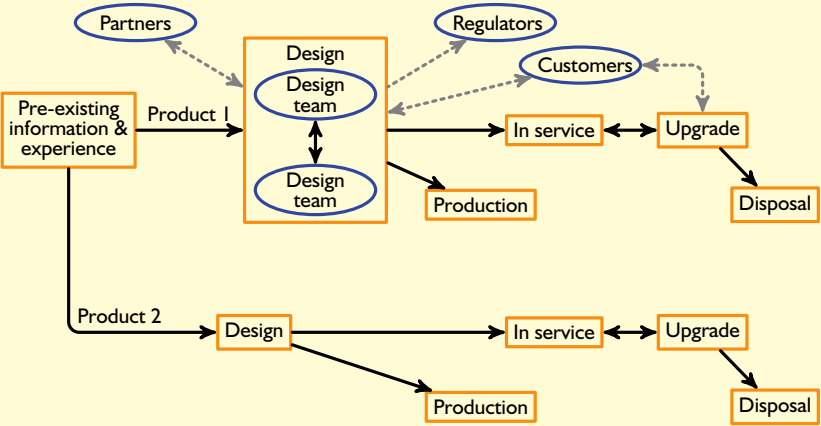 Partners
Regulators
Customers
Design
Design
team
Design
team
Pre-existing
information &
experience
Product 1
In service
Upgrade
Production
Disposal
Product 2
Design
In service
Upgrade
Production
Disposal